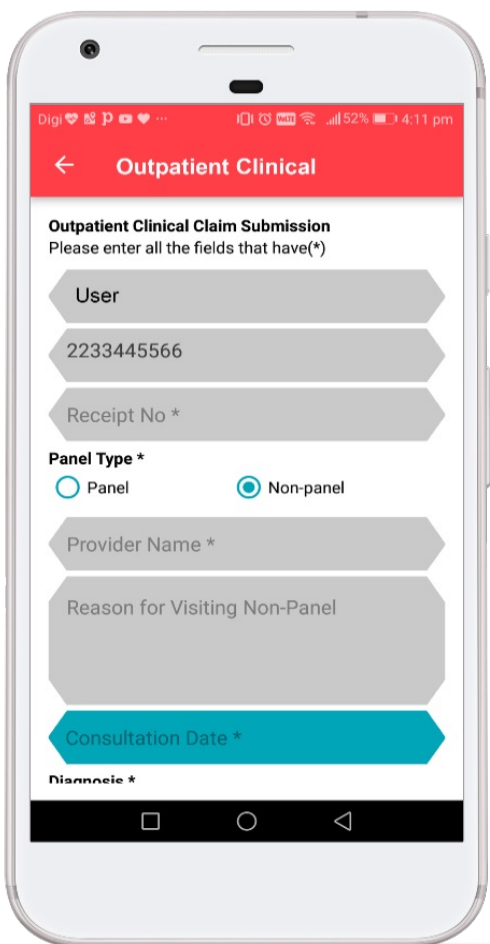 Digi 52% 4:11 pm
Outpatient Clinical
Outpatient Clinical Claim Submission
Please enter all the fields that have(*)
User
2233445566
Receipt No *
Panel Type *
Panel Non-panel
Provider Name *
Reason for Visiting Non-Panel
Consultation Date *
Diagnosis *